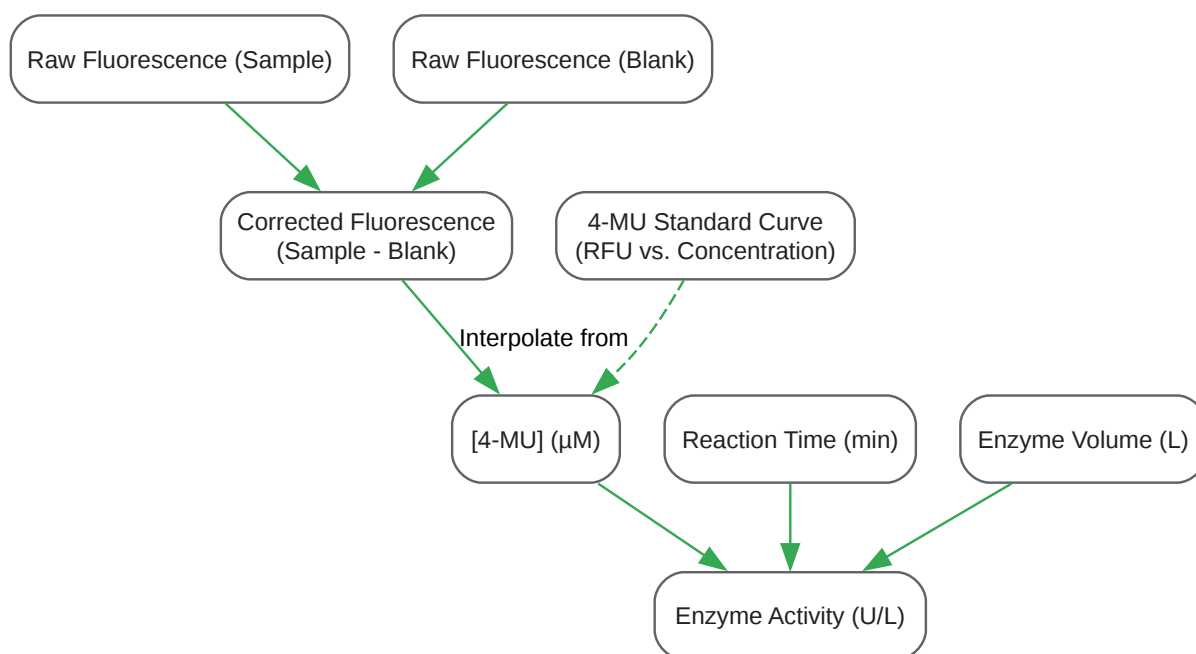 Raw Fluorescence (Sample)
Raw Fluorescence (Blank)
Corrected Fluorescence
(Sample - Blank)
4-MU Standard Curve
(RFU vs. Concentration)
Interpolate from
[4-MU] (µM)
Reaction Time (min)
Enzyme Volume (L)
Enzyme Activity (U/L)